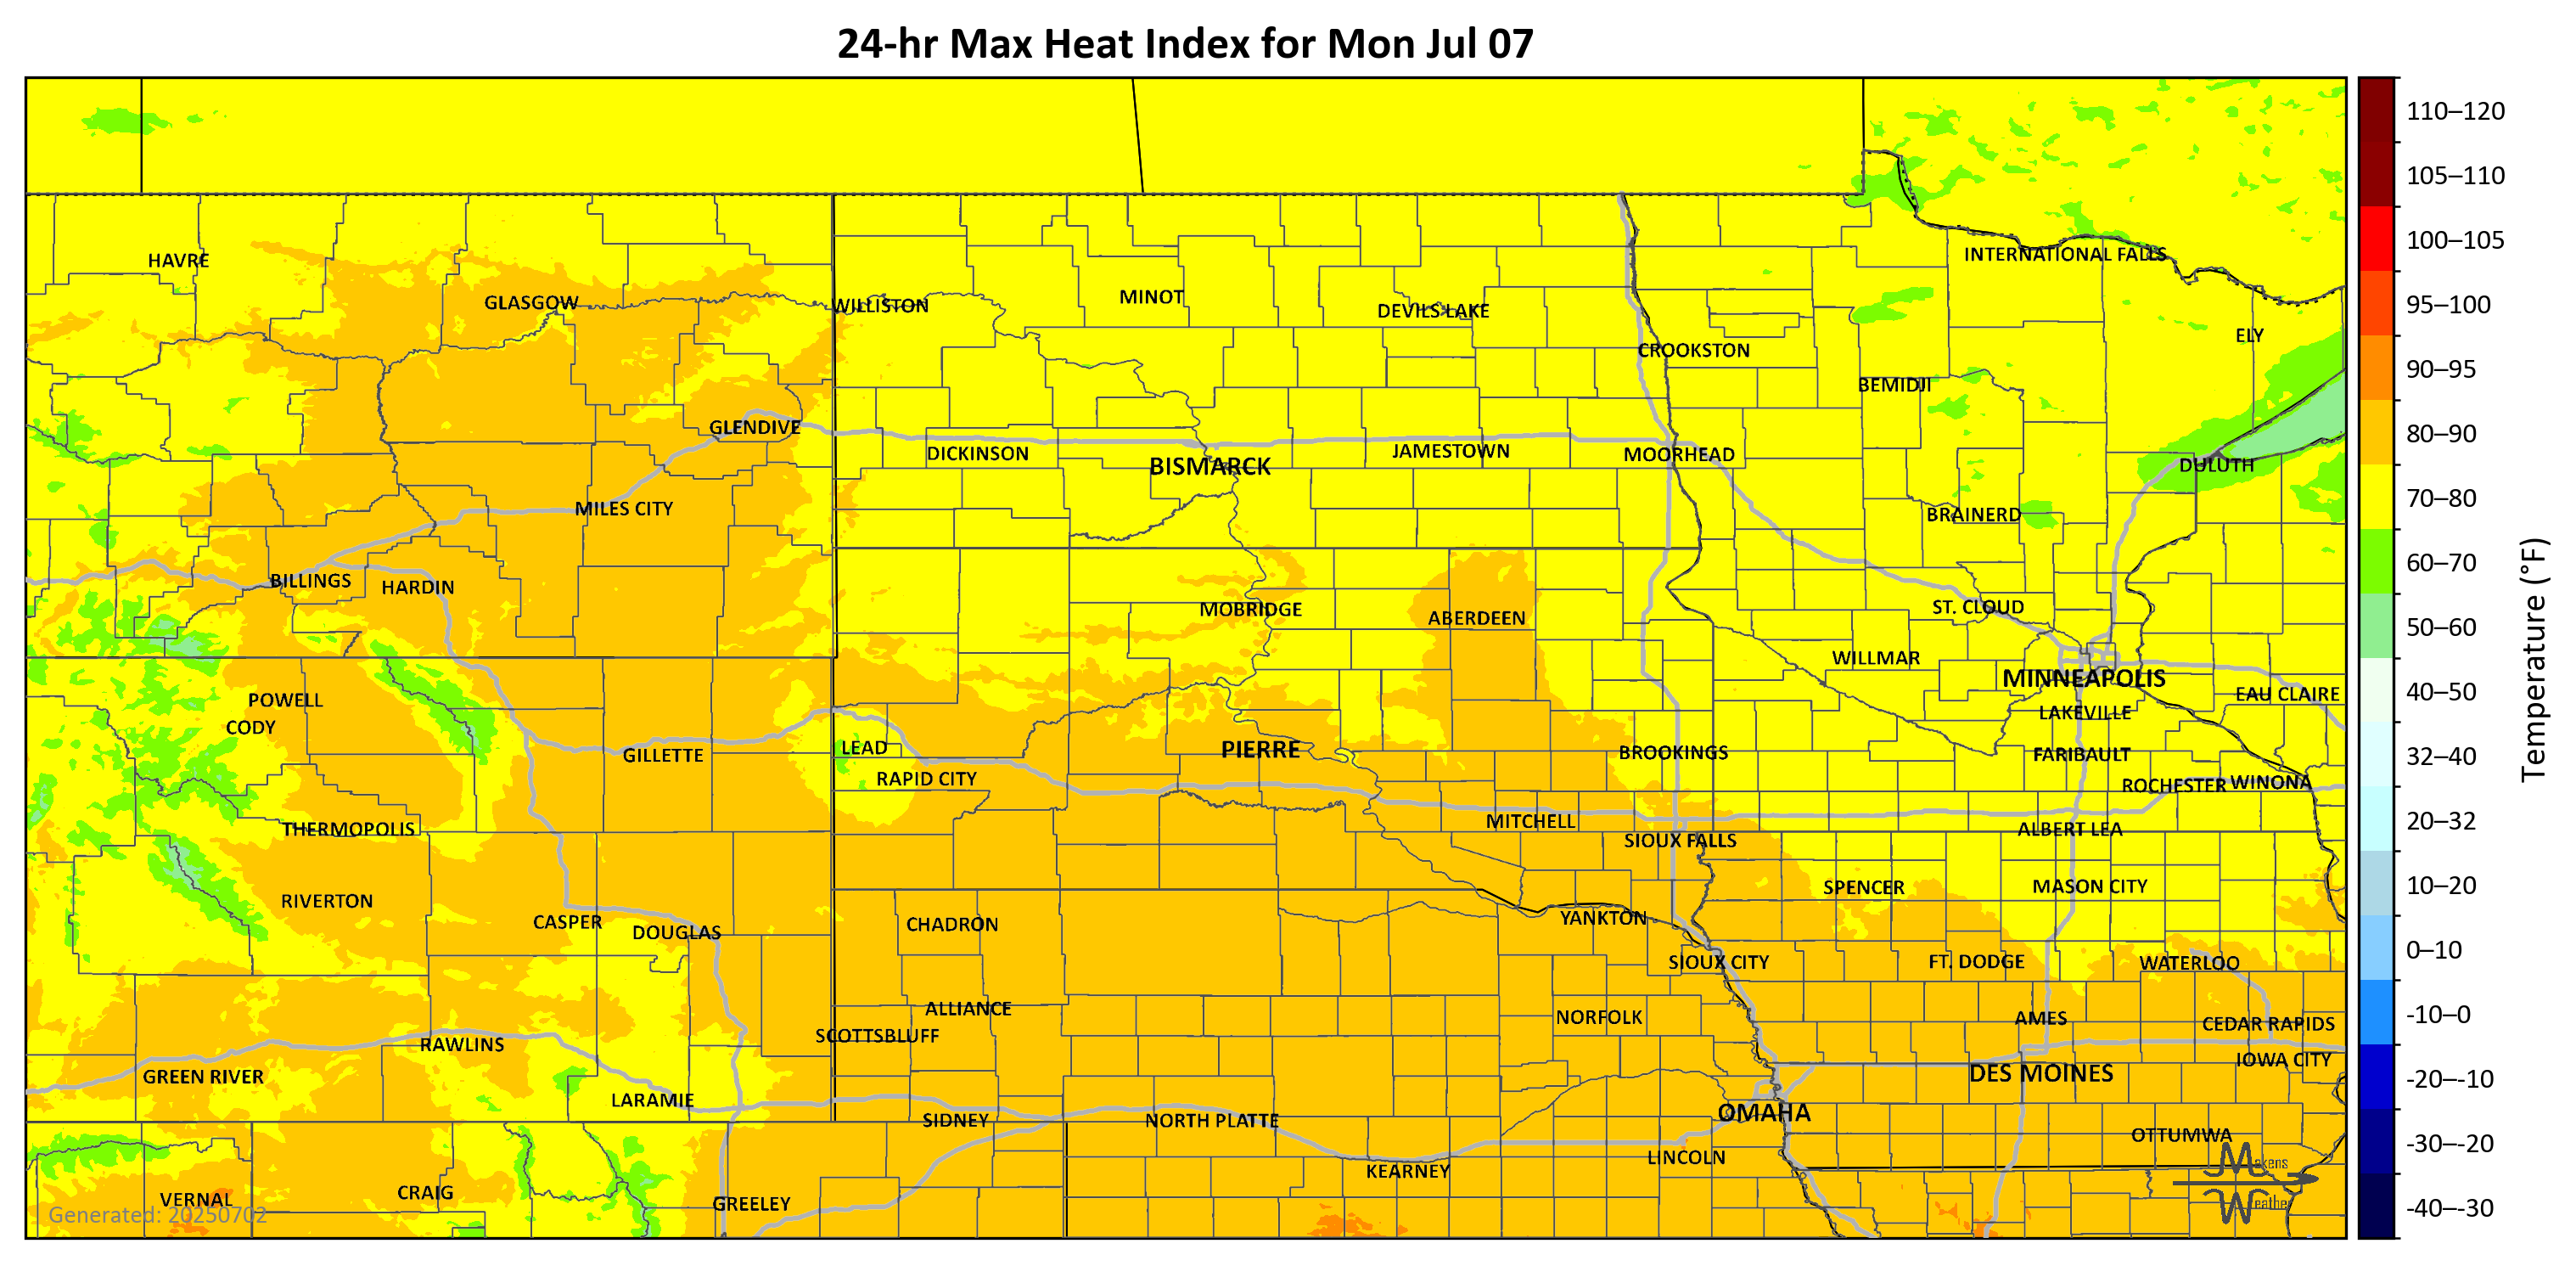 24-hr Max Heat Index for Mon Jul 07
HAVRE
GLASGOW
WILLISTON
MINOT
DEVILS LAKE
INTERNATIONAL FALLS
ELY
CROOKSTON
BEMIDJI
GLENDIVE
DICKINSON
BISMARCK
JAMESTOWN
MOORHEAD
DULUTH
MILES CITY
BRAINERD
BILLINGS
HARDIN
MOBRIDGE
ABERDEEN
ST. CLOUD
WILLMAR
MINNEAPOLIS
EAU CLAIRE
POWELL
CODY
LAKEVILLE
GILLETTE
LEAD
RAPID CITY
PIERRE
BROOKINGS
FARIBAULT
ROCHESTER
WINONA
THERMOPOLIS
MITCHELL
SIOUX FALLS
ALBERT LEA
RIVERTON
CASPER
DOUGLAS
CHADRON
YANKTON
SPENCER
MASON CITY
SIOUX CITY
FT. DODGE
WATERLOO
ALLIANCE
SCOTTSBLUFF
NORFOLK
AMES
CEDAR RAPIDS
RAWLINS
GREEN RIVER
IOWA CITY
DES MOINES
LARAMIE
SIDNEY
NORTH PLATTE
OMAHA
OTTUMWA
LINCOLN
KEARNEY
VERNAL
CRAIG
GREELEY
Generated: 20250702
Makens
Weather
110–120
105–110
100–105
95–100
90–95
80–90
70–80
60–70
50–60
40–50
32–40
20–32
10–20
0–10
-10–0
-20–-10
-30–-20
-40–-30
Temperature (°F)